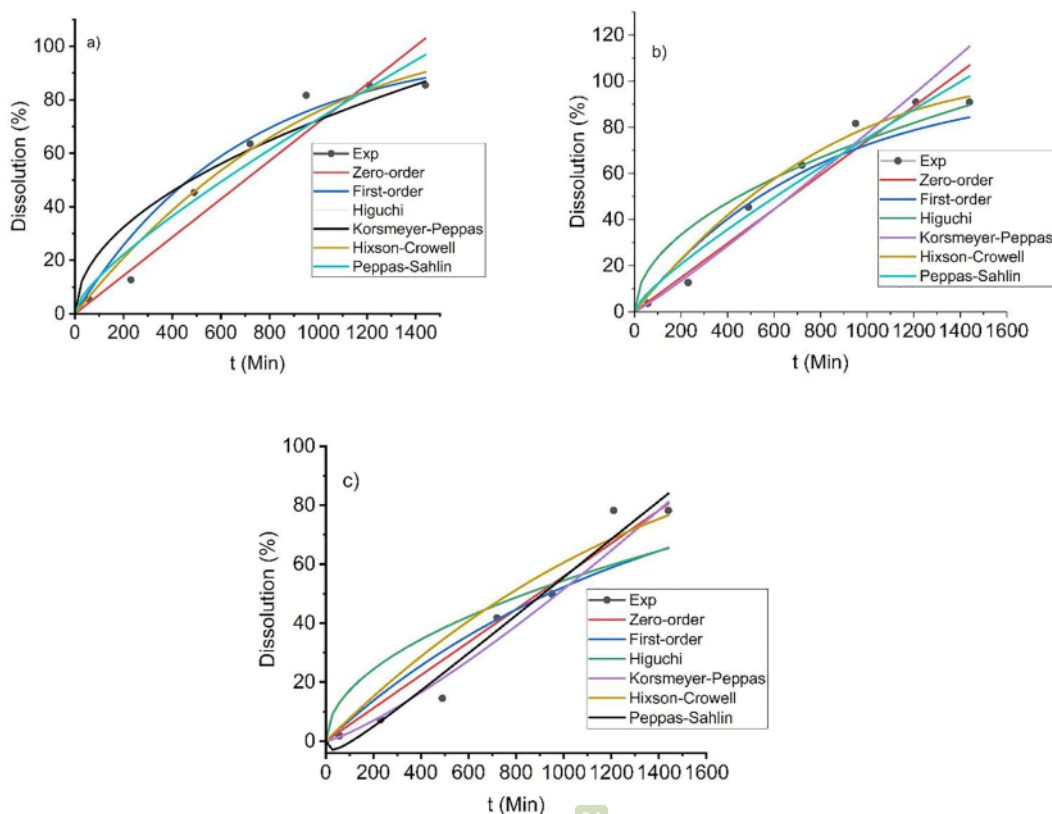 a)
Dissolution (%)
100
80
60
40
20
0
Exp
Zero-order
First-order
Higuchi
Korsmeyer-Peppas
Hixson-Crowell
Peppas-Sahlin
0 200 400 600 800 1000 1200 1400 1600
t (Min)
b)
Dissolution (%)
120
100
80
60
40
20
0
Exp
Zero-order
First-order
Higuchi
Korsmeyer-Peppas
Hixson-Crowell
Peppas-Sahlin
0 200 400 600 800 1000 1200 1400 1600
t (Min)
c)
Dissolution (%)
100
80
60
40
20
0
Exp
Zero-order
First-order
Higuchi
Korsmeyer-Peppas
Hixson-Crowell
Peppas-Sahlin
0 200 400 600 800 1000 1200 1400 1600
t (Min)